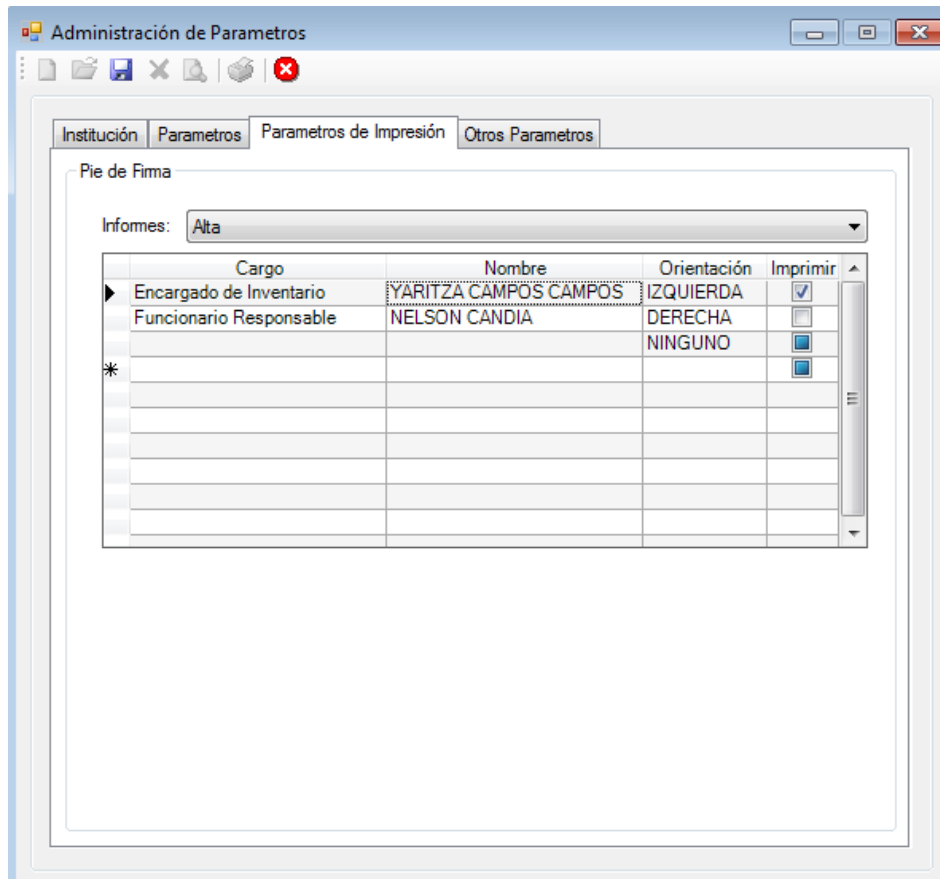 Administración de Parametros
Institución Parametros Parametros de Impresión Otros Parametros
Pie de Firma
Informes: Alta
Cargo Nombre Orientación Imprimir
Encargado de Inventario YARITZA CAMPOS CAMPOS IZQUIERDA
Funcionario Responsable NELSON CANDIA DERECHA
NINGUNO